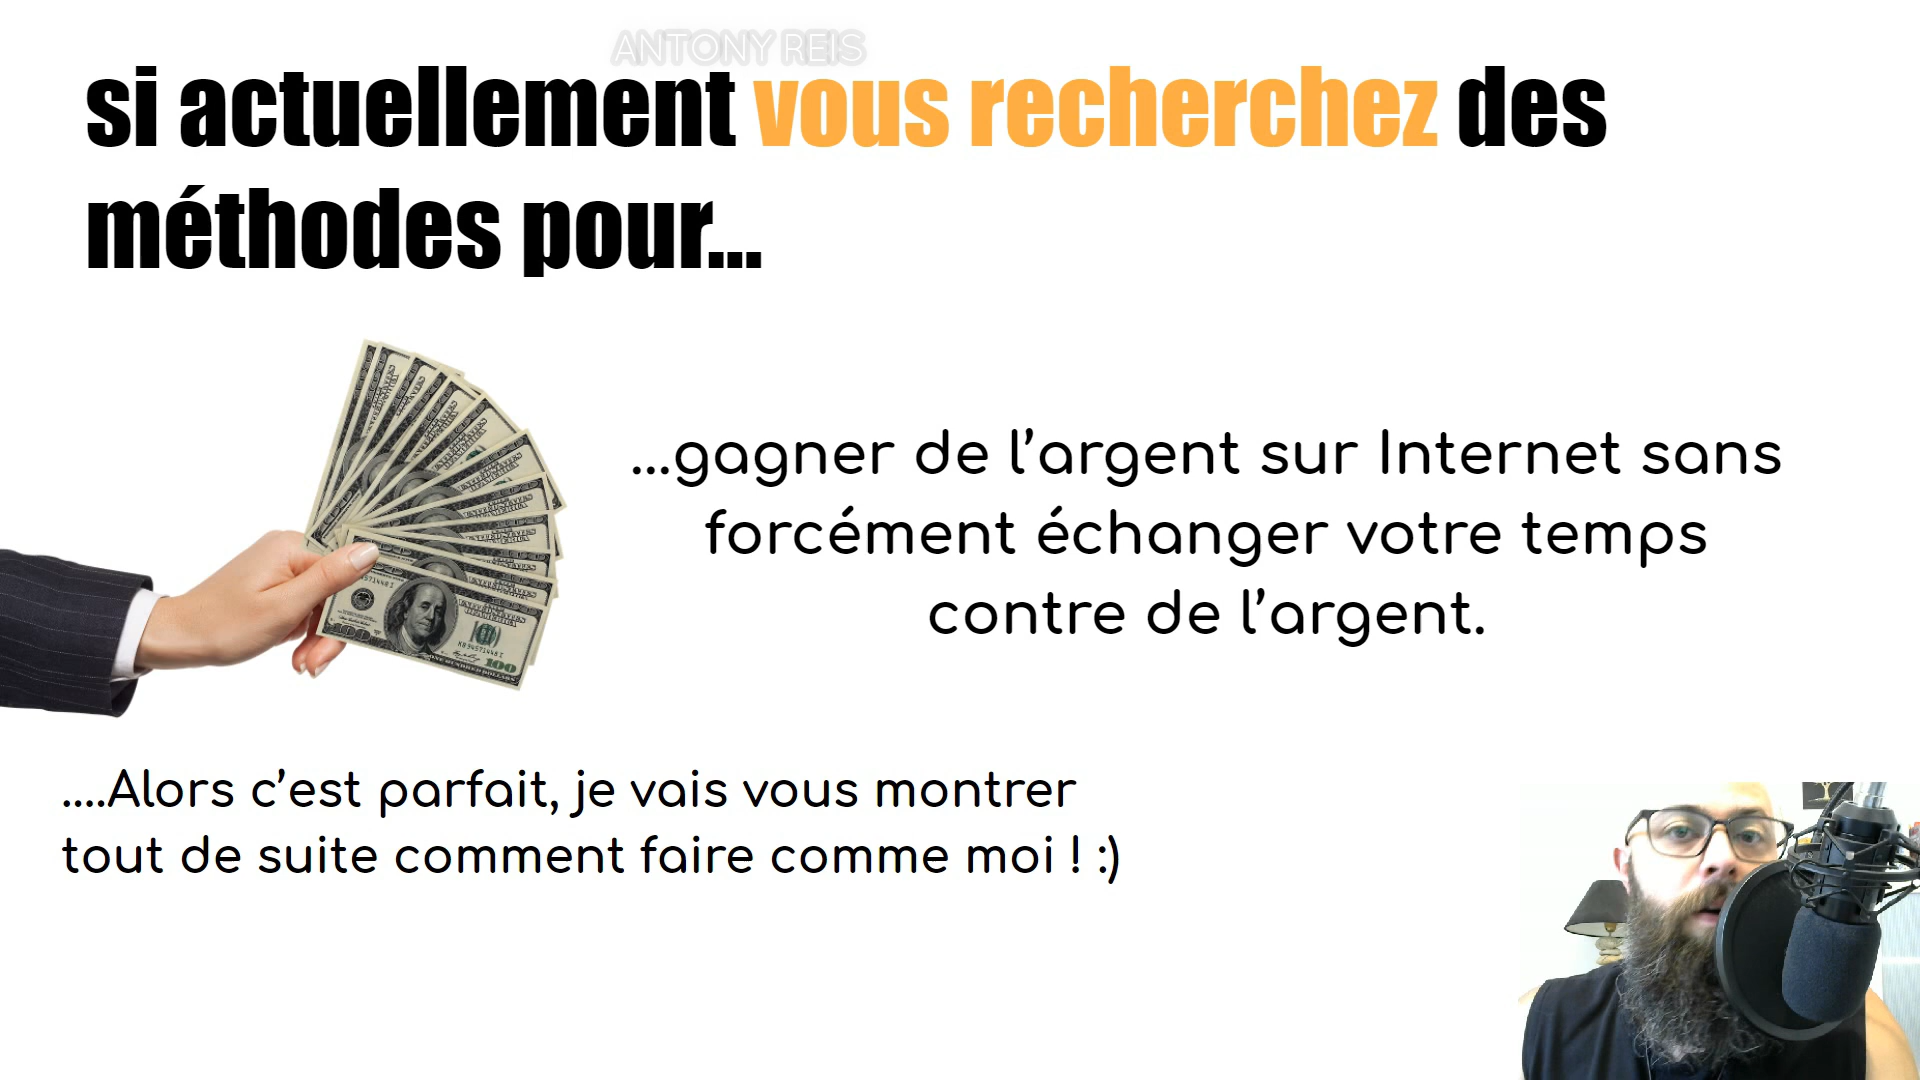 ANTONY REIS
si actuellement vous recherchez des
méthodes pour...
...gagner de l’argent sur Internet sans
forcément échanger votre temps
contre de l’argent.
....Alors c’est parfait, je vais vous montrer
tout de suite comment faire comme moi ! :)